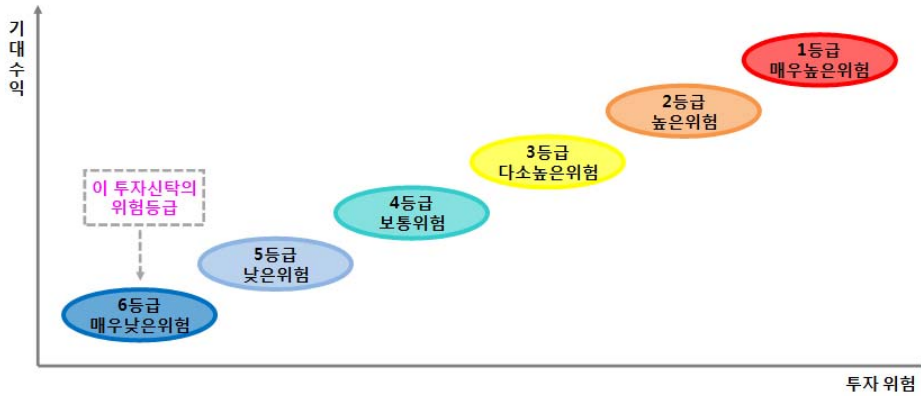 기
대
수
익
1등급
매우높은위험
2등급
높은위험
3등급
다소높은위험
이 투자신탁의
위험등급
4등급
보통위험
5등급
낮은위험
6등급
매우낮은위험
투자 위험